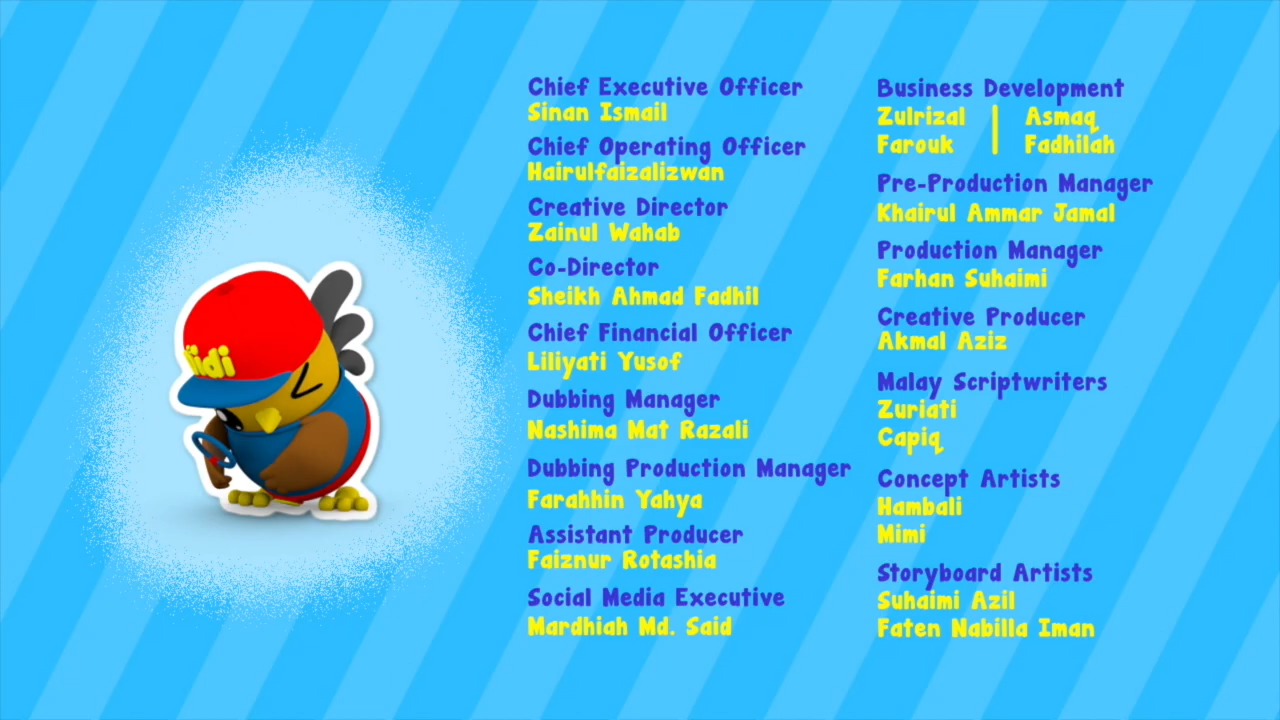 didi
Chief Executive Officer
Sinan Ismail
Chief Operating Officer
Hairulfaizalizwan
Creative Director
Zainul Wahab
Co-Director
Sheikh Ahmad Fadhil
Chief Financial Officer
Liliyati Yusof
Dubbing Manager
Nashima Mat Razali
Dubbing Production Manager
Farahhin Yahya
Assistant Producer
Faiznur Rotashia
Social Media Executive
Mardhiah Md. Said
Business Development
Zulrizal | Asmaq
Farouk | Fadhilah
Pre-Production Manager
Khairul Ammar Jamal
Production Manager
Farhan Suhaimi
Creative Producer
Akmal Aziz
Malay Scriptwriters
Zuriati
Capiq
Concept Artists
Hambali
Mimi
Storyboard Artists
Suhaimi Azil
Faten Nabilla Iman